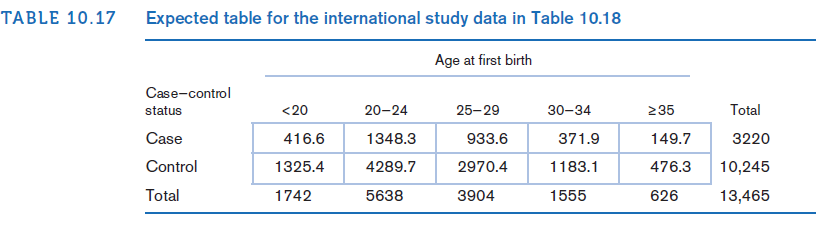 TABLE 10.17 Expected table for the international study data in Table 10.18
Age at first birth
Case–control
status <20 20–24 25–29 30–34 ≥35 Total
Case 416.6 1348.3 933.6 371.9 149.7 3220
Control 1325.4 4289.7 2970.4 1183.1 476.3 10,245
Total 1742 5638 3904 1555 626 13,465